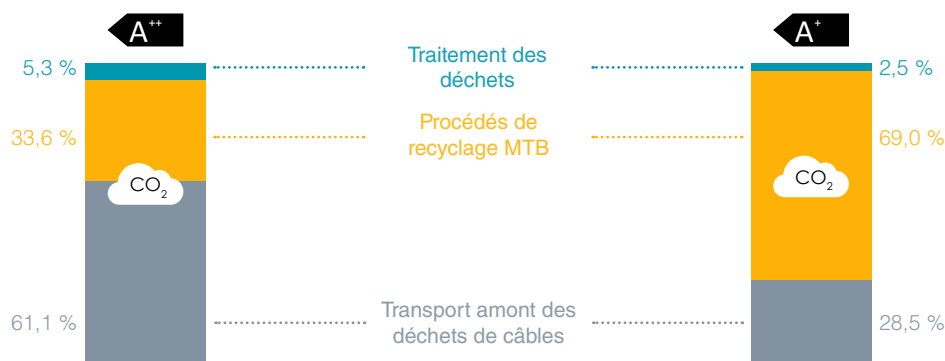 A++
A+
5,3 %
Traitement des
déchets
2,5 %
33,6 %
Procédés de
recyclage MTB
69,0 %
CO2
CO2
61,1 %
Transport amont des
déchets de câbles
28,5 %